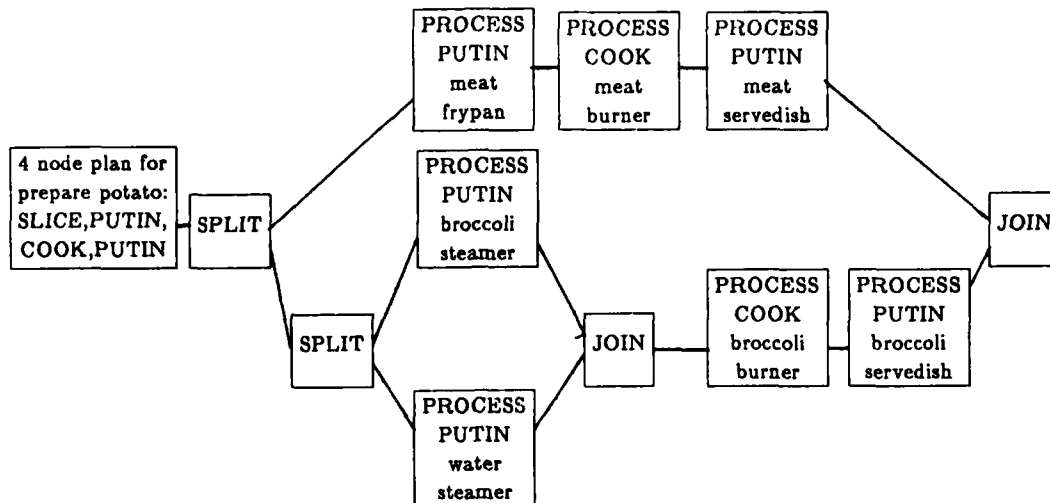 PROCESS
PUTIN
meat
frypan
PROCESS
COOK
meat
burner
PROCESS
PUTIN
meat
servedish
4 node plan for
prepare potato:
SLICE,PUTIN,
COOK,PUTIN
SPLIT
PROCESS
PUTIN
broccoli
steamer
JOIN
SPLIT
JOIN
PROCESS
COOK
broccoli
burner
PROCESS
PUTIN
broccoli
servedish
PROCESS
PUTIN
water
steamer